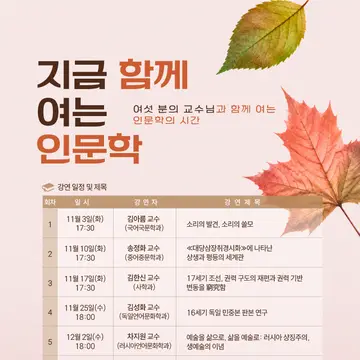 지금 함께
여는
인문학
여섯 분의 교수님과 함께 여는
인문학의 시간
강연 일정 및 제목
회차 일 시 강 연 자 강 연 제 목
1 11월 3일(화) 17:30 김아름 교수 (국어국문학과) 소리의 발견, 소리의 쓸모
2 11월 10일(화) 17:30 송정화 교수 (중어중문학과) ≪대당삼장취경시화≫에 나타난 상생과 평등의 세계관
3 11월 17일(화) 17:30 김한신 교수 (사학과) 17세기 조선, 권력 구도의 재편과 권력 기반 변동을 窮究함
4 11월 25일(수) 18:00 김성화 교수 (독일언어문화학과) 16세기 독일 민중본 판본 연구
5 12월 2일(수) 18:00 차지원 교수 (러시아언어문화학과) 예술을 삶으로, 삶을 예술로: 러시아 상징주의, 생예술의 이념